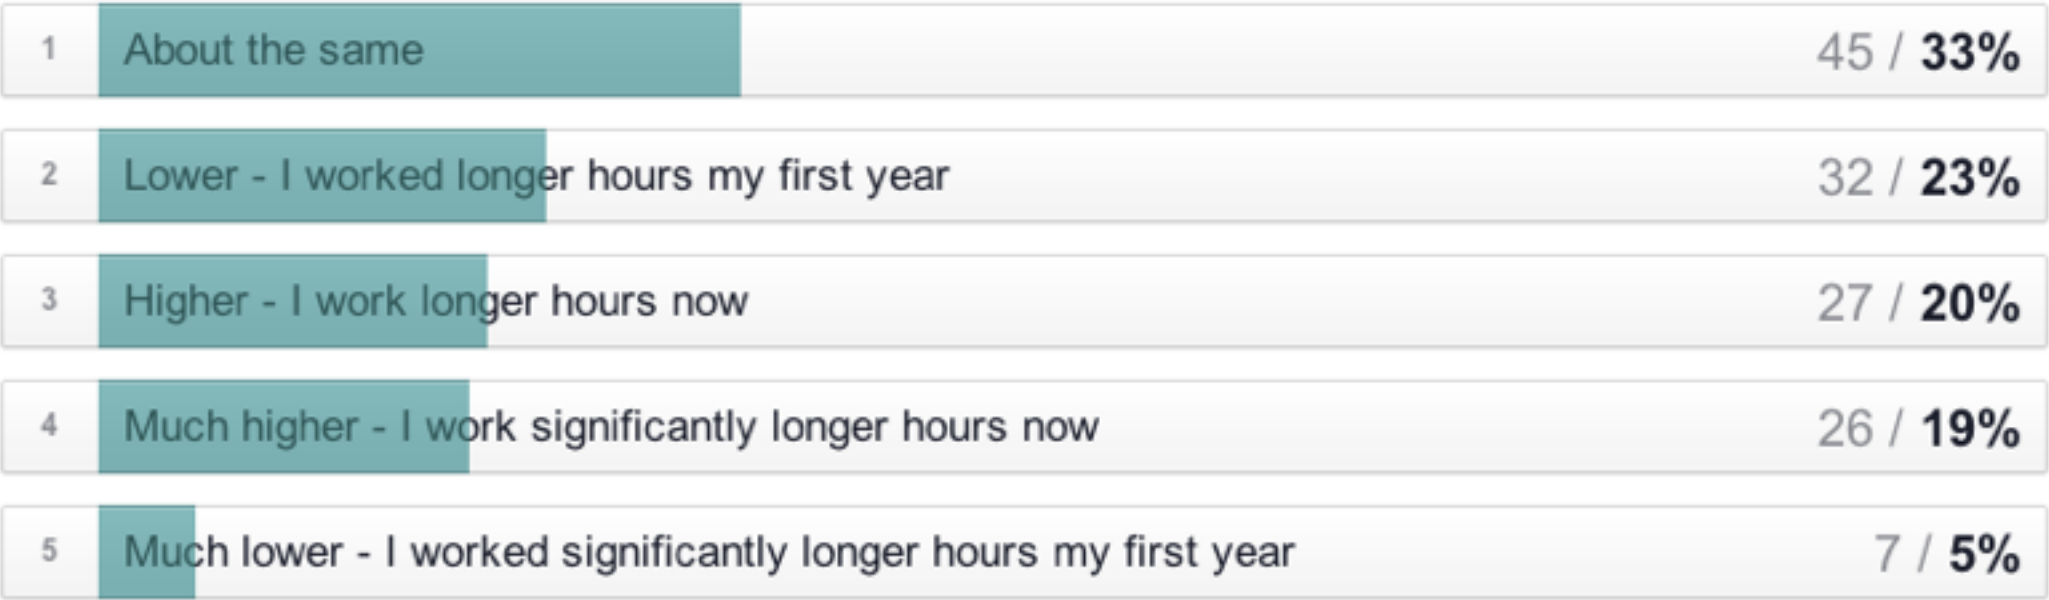 1 About the same 45 / 33%
2 Lower - I worked longer hours my first year 32 / 23%
3 Higher - I work longer hours now 27 / 20%
4 Much higher - I work significantly longer hours now 26 / 19%
5 Much lower - I worked significantly longer hours my first year 7 / 5%